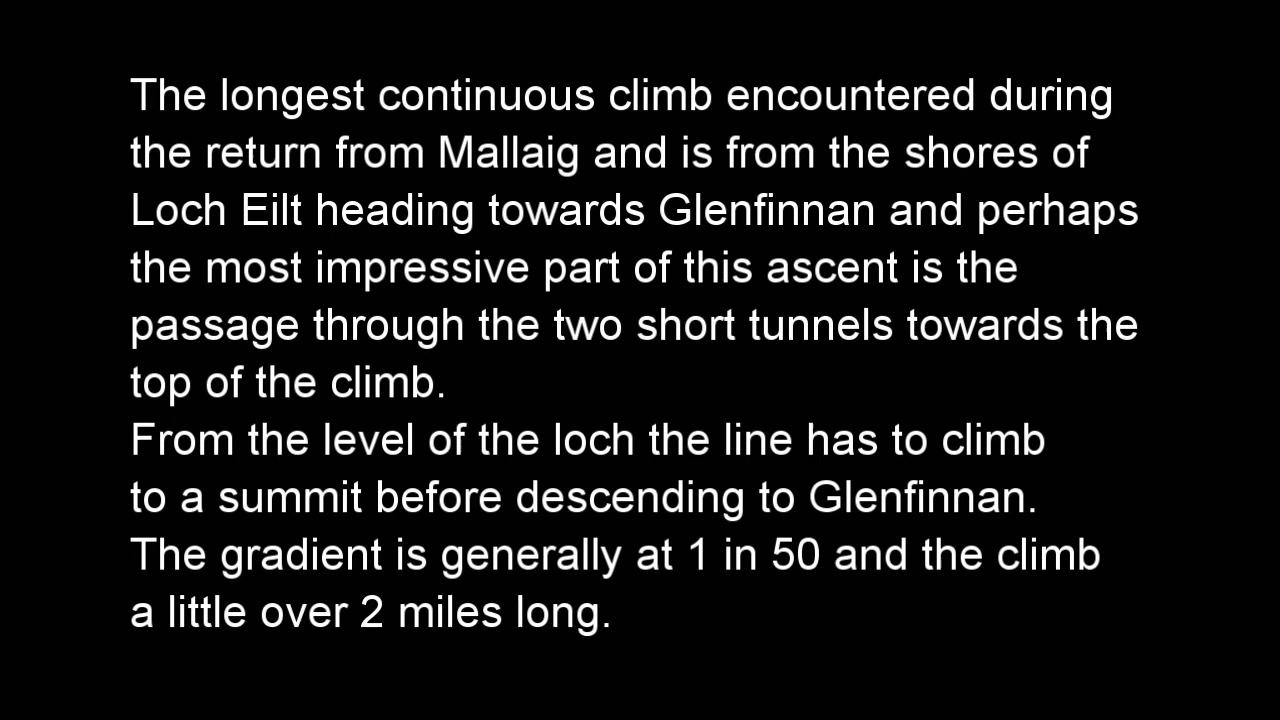 The longest continuous climb encountered during
the return from Mallaig and is from the shores of
Loch Eilt heading towards Glenfinnan and perhaps
the most impressive part of this ascent is the
passage through the two short tunnels towards the
top of the climb.
From the level of the loch the line has to climb
to a summit before descending to Glenfinnan.
The gradient is generally at 1 in 50 and the climb
a little over 2 miles long.